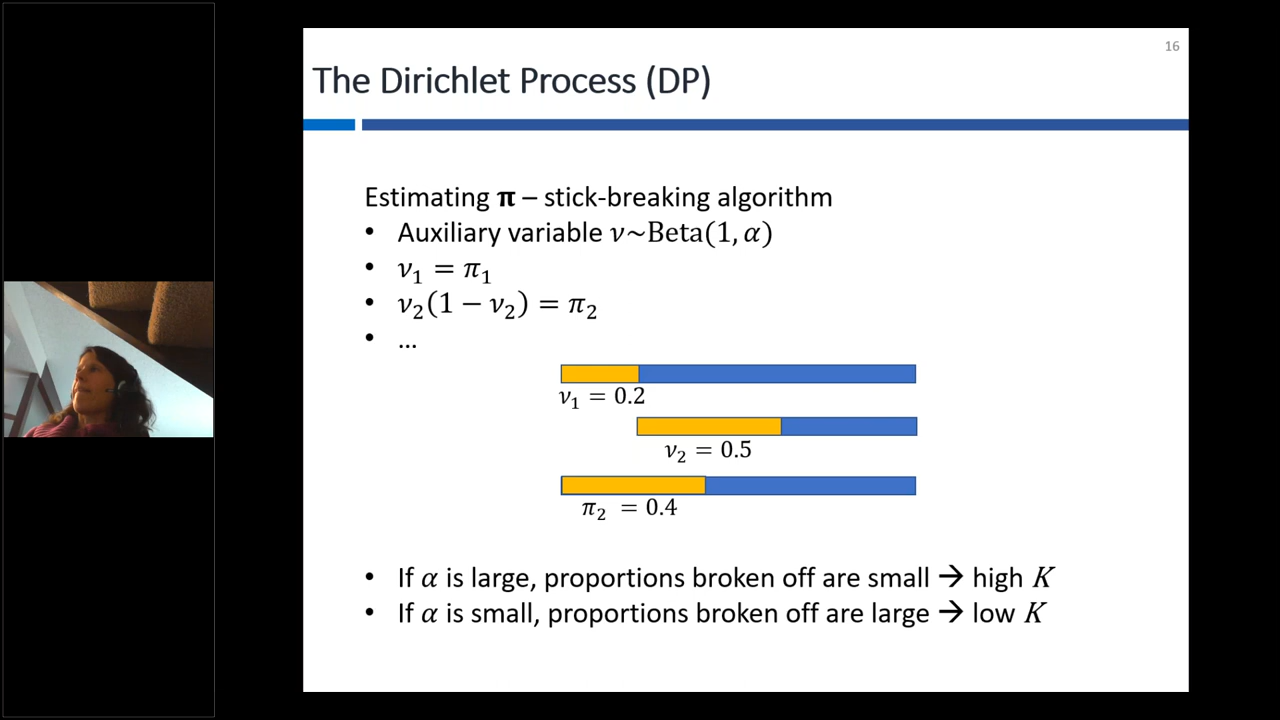 16
The Dirichlet Process (DP)
Estimating π – stick-breaking algorithm
• Auxiliary variable ν~Beta(1, α)
• ν₁ = π₁
• ν₂(1 − ν₂) = π₂
• …
ν₁ = 0.2
ν₂ = 0.5
π₂ = 0.4
• If α is large, proportions broken off are small → high K
• If α is small, proportions broken off are large → low K